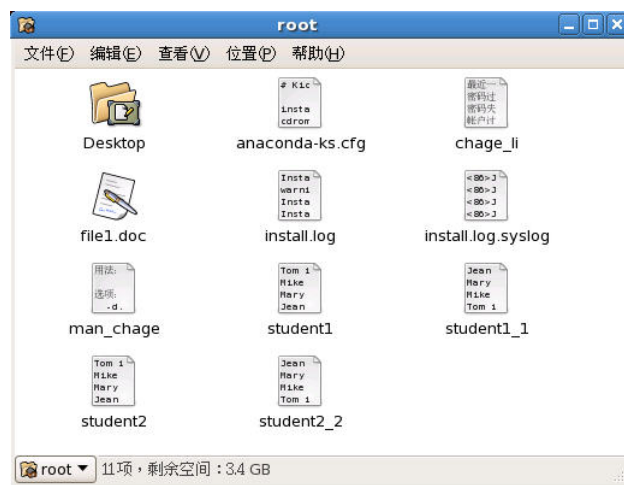 root
文件(F) 编辑(E) 查看(V) 位置(P) 帮助(H)
# Kic
insta
cdrom
最近一
密码过
密码失
帐户过
Desktop anaconda-ks.cfg chage_li
Insta
warni
Insta
Insta
<86>J
<86>J
<86>J
<86>J
file1.doc install.log install.log.syslog
用法:
选项:
-d.
Tom i
Mike
Mary
Jean
Jean
Mary
Mike
Tom i
man_chage student1 student1_1
Tom i
Mike
Mary
Jean
Jean
Mary
Mike
Tom i
student2 student2_2
root 11项，剩余空间：3.4 GB